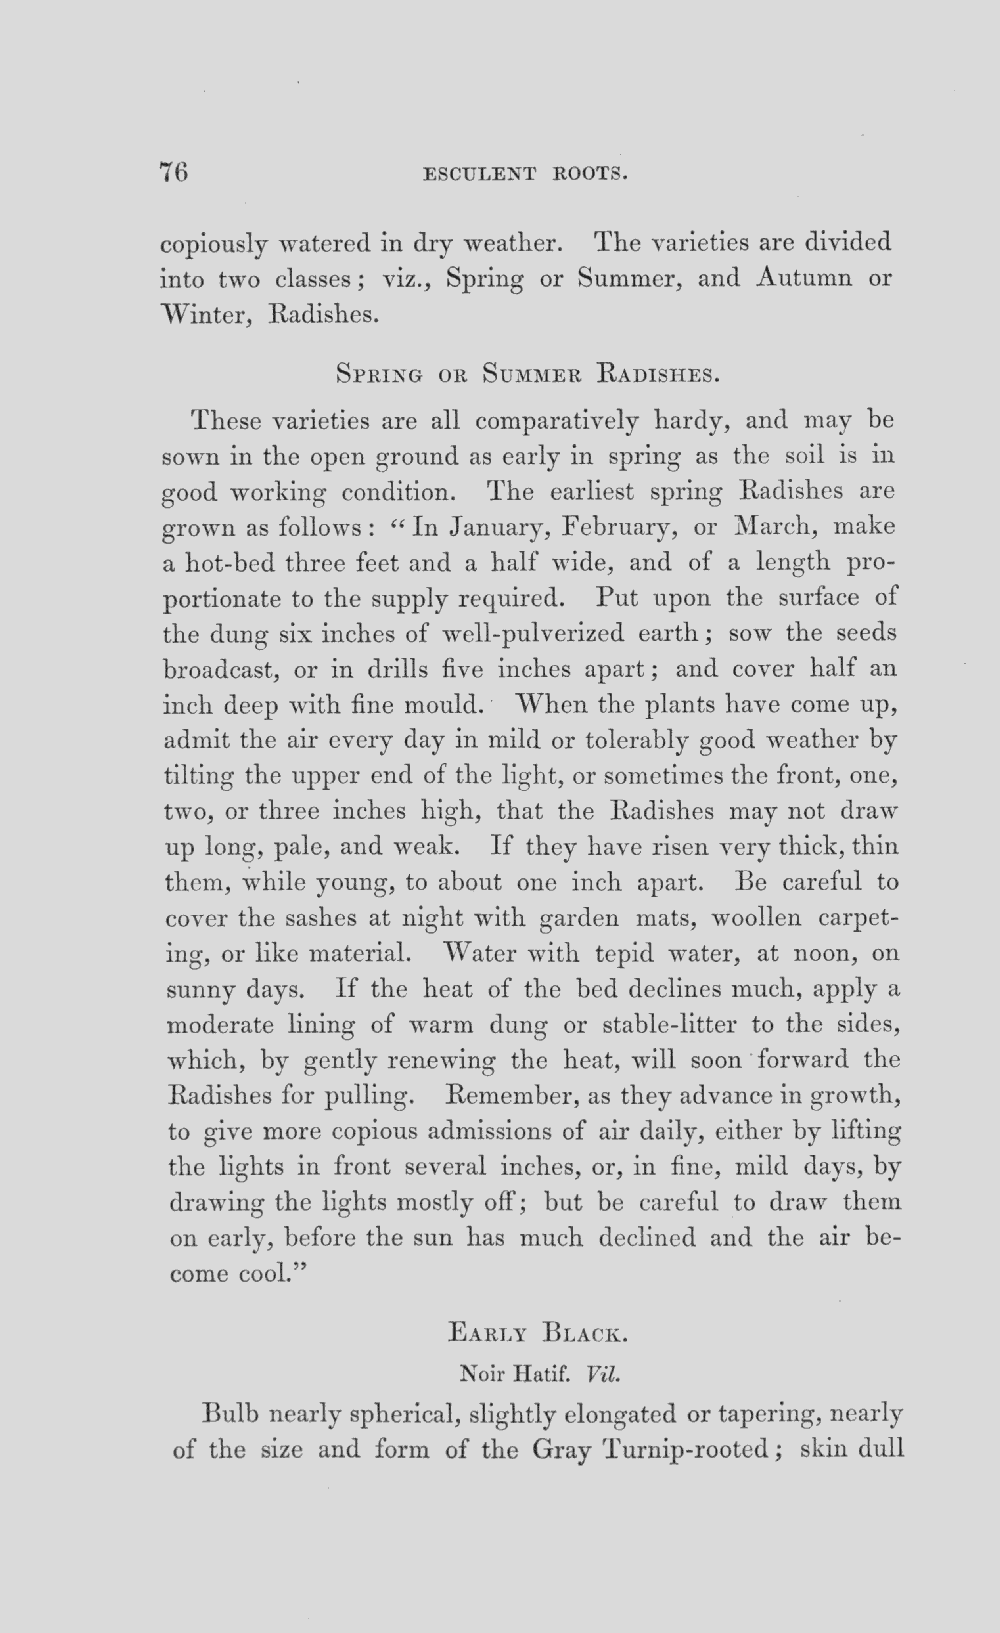 76
ESCULENT ROOTS.
copiously watered in dry weather. The varieties are divided
into two classes; viz., Spring or Summer, and Autumn or
Winter, Radishes.
SPRING OR SUMMER RADISHES.
These varieties are all comparatively hardy, and may be
sown in the open ground as early in spring as the soil is in
good working condition. The earliest spring Radishes are
grown as follows: “In January, February, or March, make
a hot-bed three feet and a half wide, and of a length pro-
portionate to the supply required. Put upon the surface of
the dung six inches of well-pulverized earth; sow the seeds
broadcast, or in drills five inches apart; and cover half an
inch deep with fine mould. When the plants have come up,
admit the air every day in mild or tolerably good weather by
tilting the upper end of the light, or sometimes the front, one,
two, or three inches high, that the Radishes may not draw
up long, pale, and weak. If they have risen very thick, thin
them, while young, to about one inch apart. Be careful to
cover the sashes at night with garden mats, woollen carpet-
ing, or like material. Water with tepid water, at noon, on
sunny days. If the heat of the bed declines much, apply a
moderate lining of warm dung or stable-litter to the sides,
which, by gently renewing the heat, will soon forward the
Radishes for pulling. Remember, as they advance in growth,
to give more copious admissions of air daily, either by lifting
the lights in front several inches, or, in fine, mild days, by
drawing the lights mostly off; but be careful to draw them
on early, before the sun has much declined and the air be-
come cool.”
EARLY BLACK.
Noir Hatif. Vil.
Bulb nearly spherical, slightly elongated or tapering, nearly
of the size and form of the Gray Turnip-rooted; skin dull